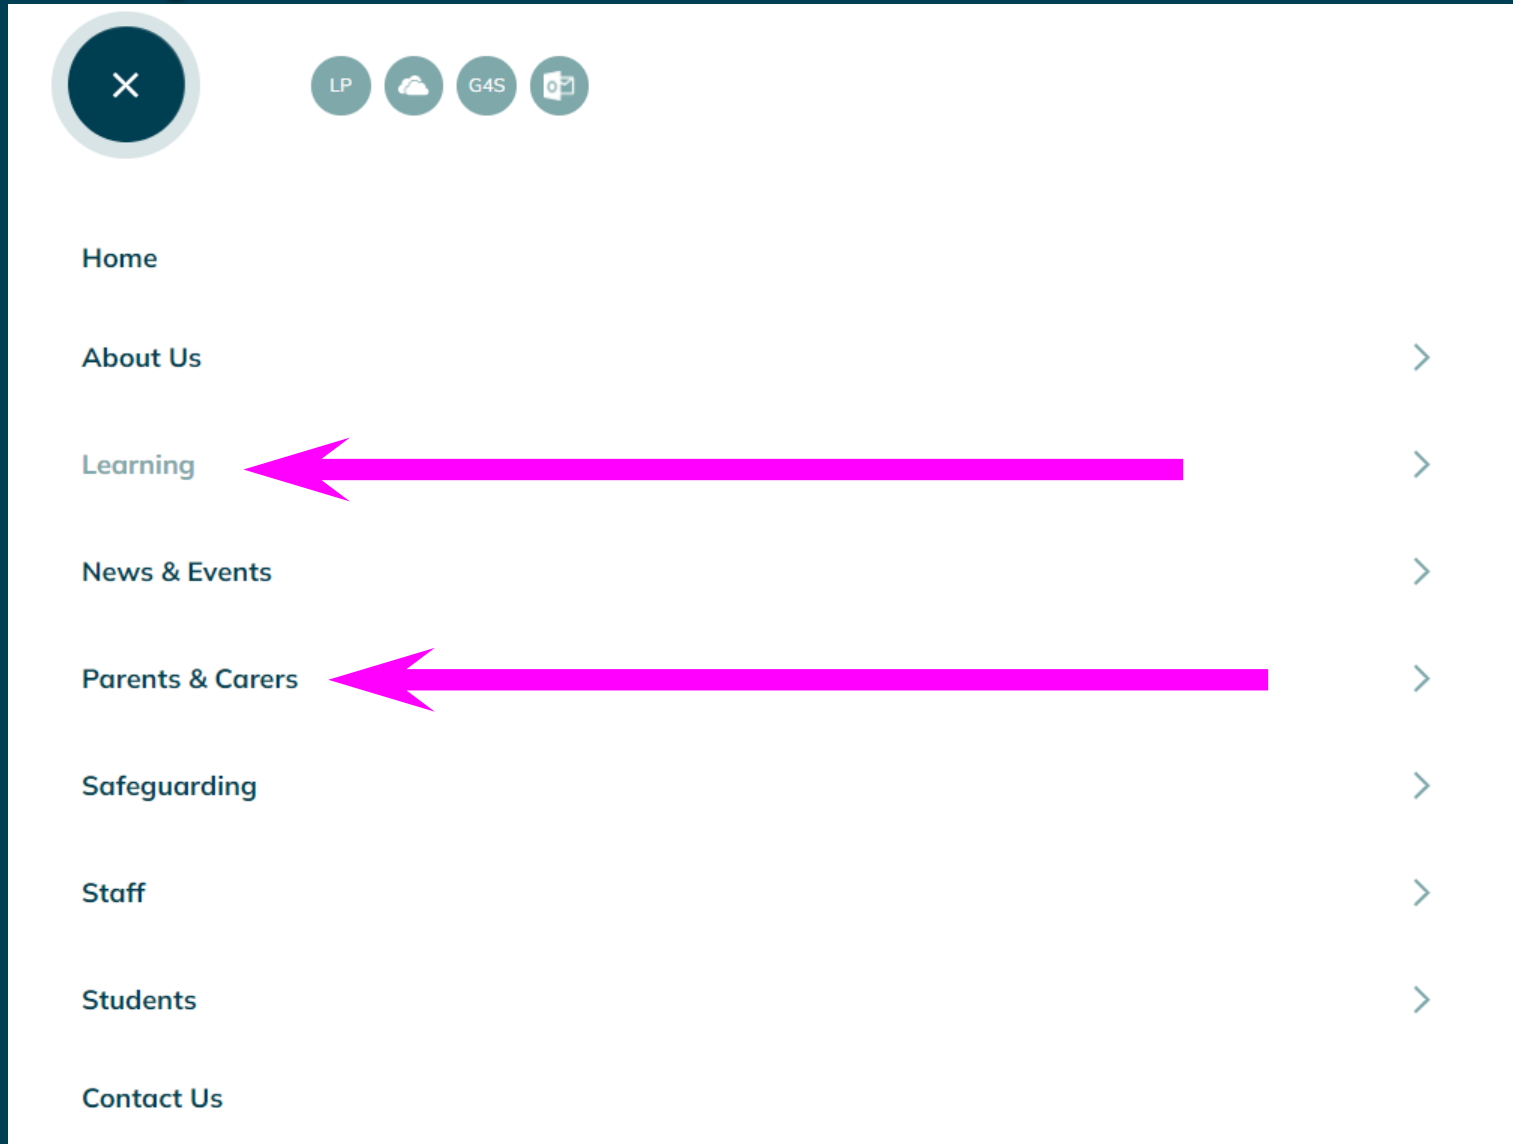 LP G4S
Home
About Us
Learning
News & Events
Parents & Carers
Safeguarding
Staff
Students
Contact Us